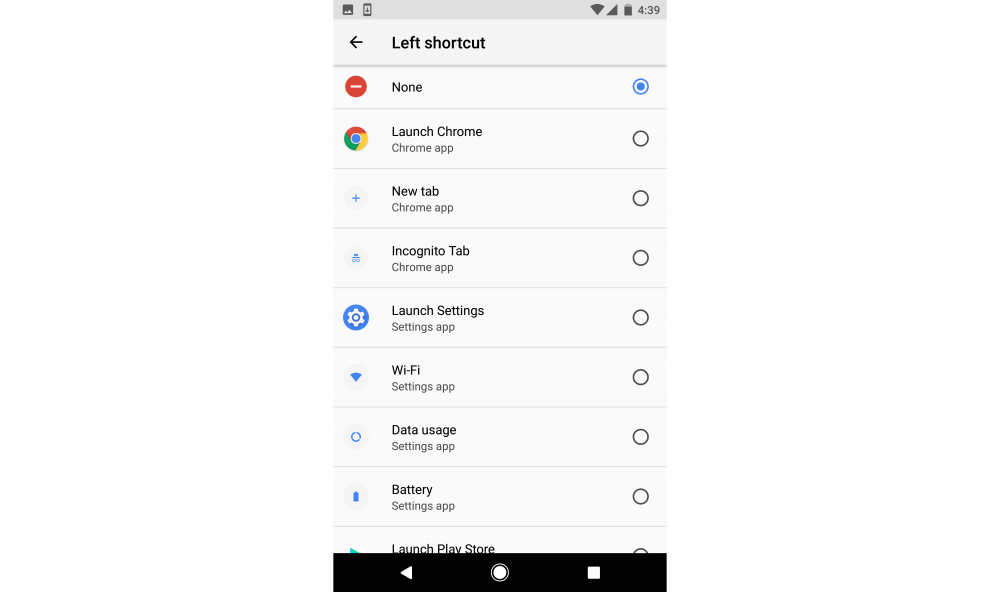 4:39
Left shortcut
None
Launch Chrome
Chrome app
New tab
Chrome app
Incognito Tab
Chrome app
Launch Settings
Settings app
Wi-Fi
Settings app
Data usage
Settings app
Battery
Settings app
Launch Play Store